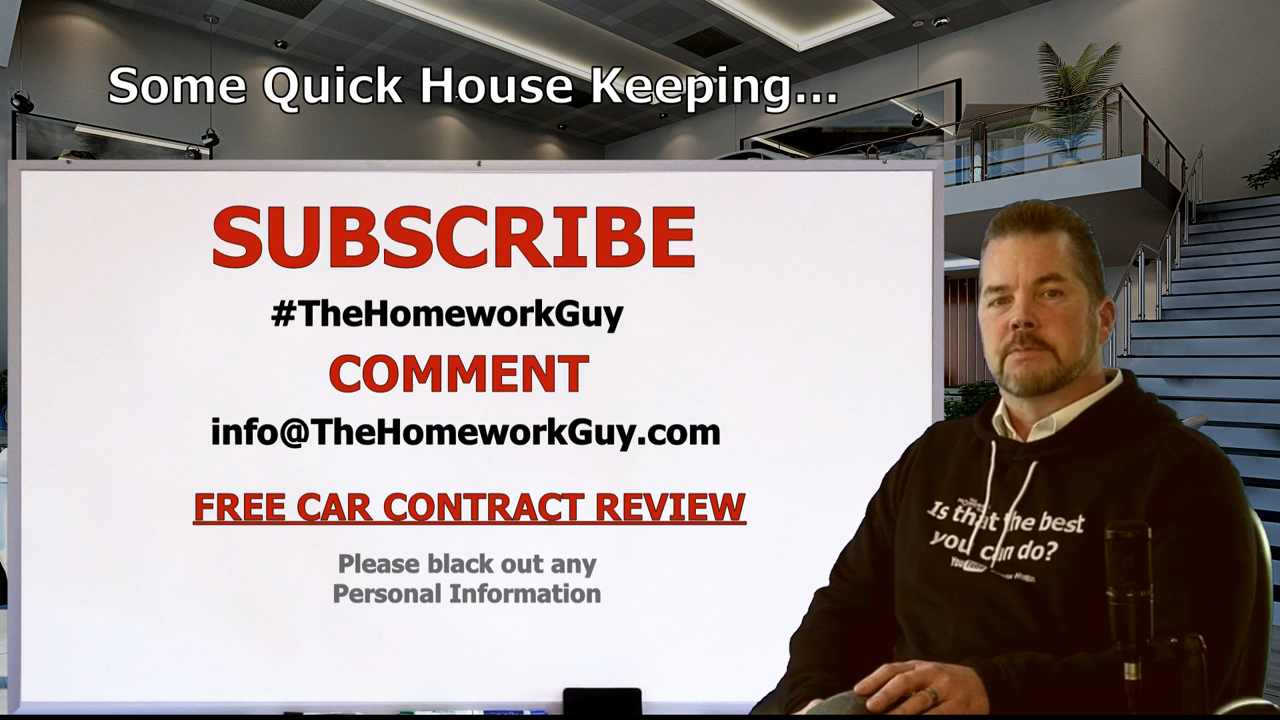 Some Quick House Keeping...
SUBSCRIBE
#TheHomeworkGuy
COMMENT
info@TheHomeworkGuy.com
FREE CAR CONTRACT REVIEW
Please black out any
Personal Information
Is that the best
you can do?